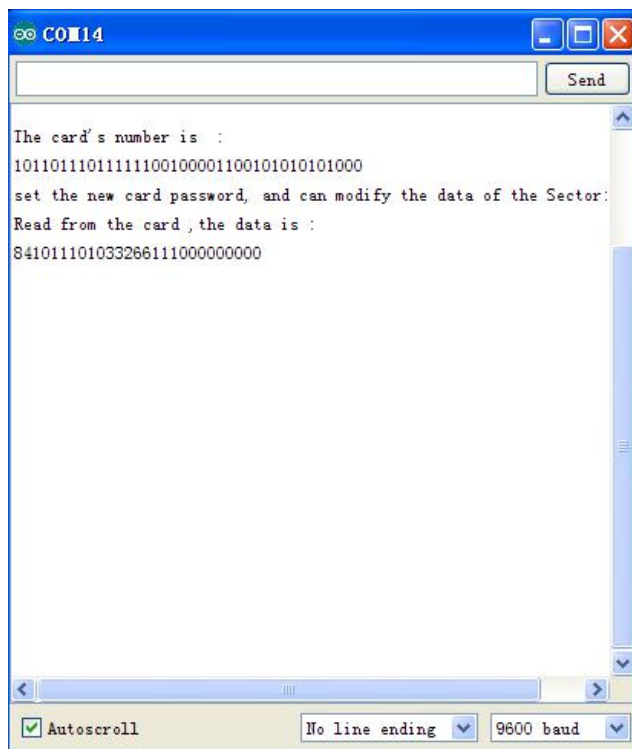 COM14
Send
The card's number is :
10110111011111100100001100101010101000
set the new card password, and can modify the data of the Sector:
Read from the card ,the data is :
8410111010332661110000000000
Autoscroll
No line ending
9600 baud